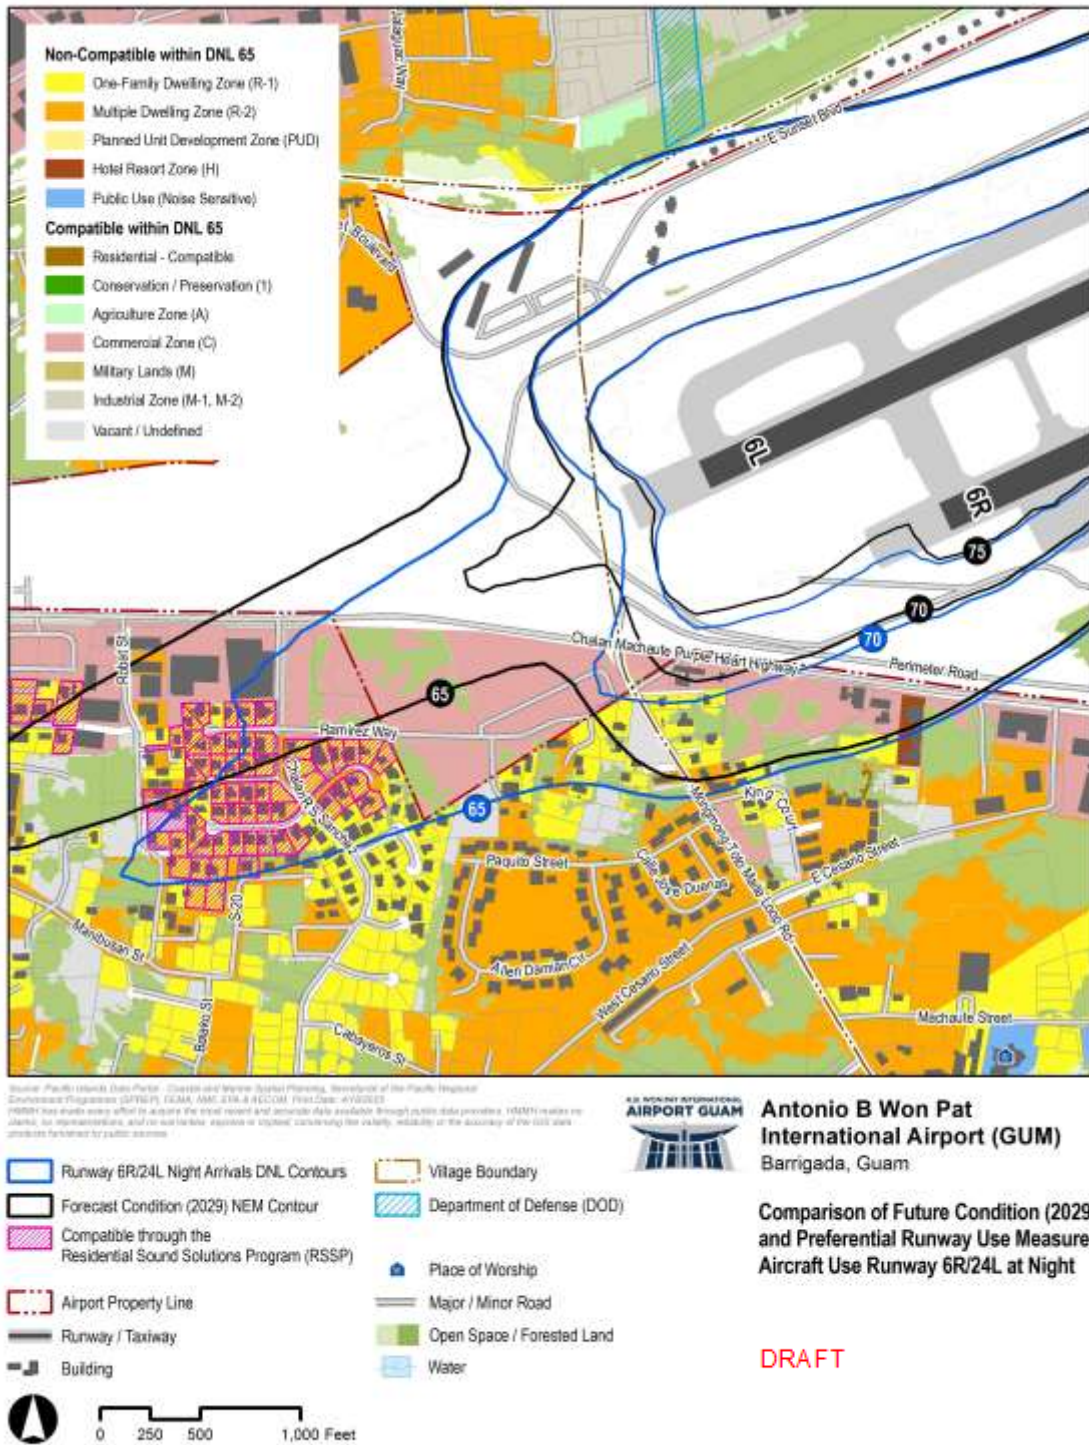 Non-Compatible within DNL 65
One-Family Dwelling Zone (R-1)
Multiple Dwelling Zone (R-2)
Planned Unit Development Zone (PUD)
Hotel Resort Zone (H)
Public Use (Noise Sensitive)
Compatible within DNL 65
Residential - Compatible
Conservation / Preservation (1)
Agriculture Zone (A)
Commercial Zone (C)
Military Lands (M)
Industrial Zone (M-1, M-2)
Vacant / Undefined
Way
E Sunset Blvd
Boulevard
6L
6R
75
70
70
Chalan Machaute Purple Heart Highway
Perimeter Road
65
Ramirez Way
65
King Court
Paquito Street
E Cesario Street
S-20
Manibusan St
Allen Damian Cir
West Cesario Street
Machaute Street
Cabayeros St
A.B. WON PAT INTERNATIONAL
AIRPORT GUAM
Antonio B Won Pat
International Airport (GUM)
Barrigada, Guam
Comparison of Future Condition (2029
and Preferential Runway Use Measure
Aircraft Use Runway 6R/24L at Night
DRAFT
Runway 6R/24L Night Arrivals DNL Contours
Forecast Condition (2029) NEM Contour
Compatible through the
Residential Sound Solutions Program (RSSP)
Airport Property Line
Runway / Taxiway
Building
Village Boundary
Department of Defense (DOD)
Place of Worship
Major / Minor Road
Open Space / Forested Land
Water
0 250 500 1,000 Feet